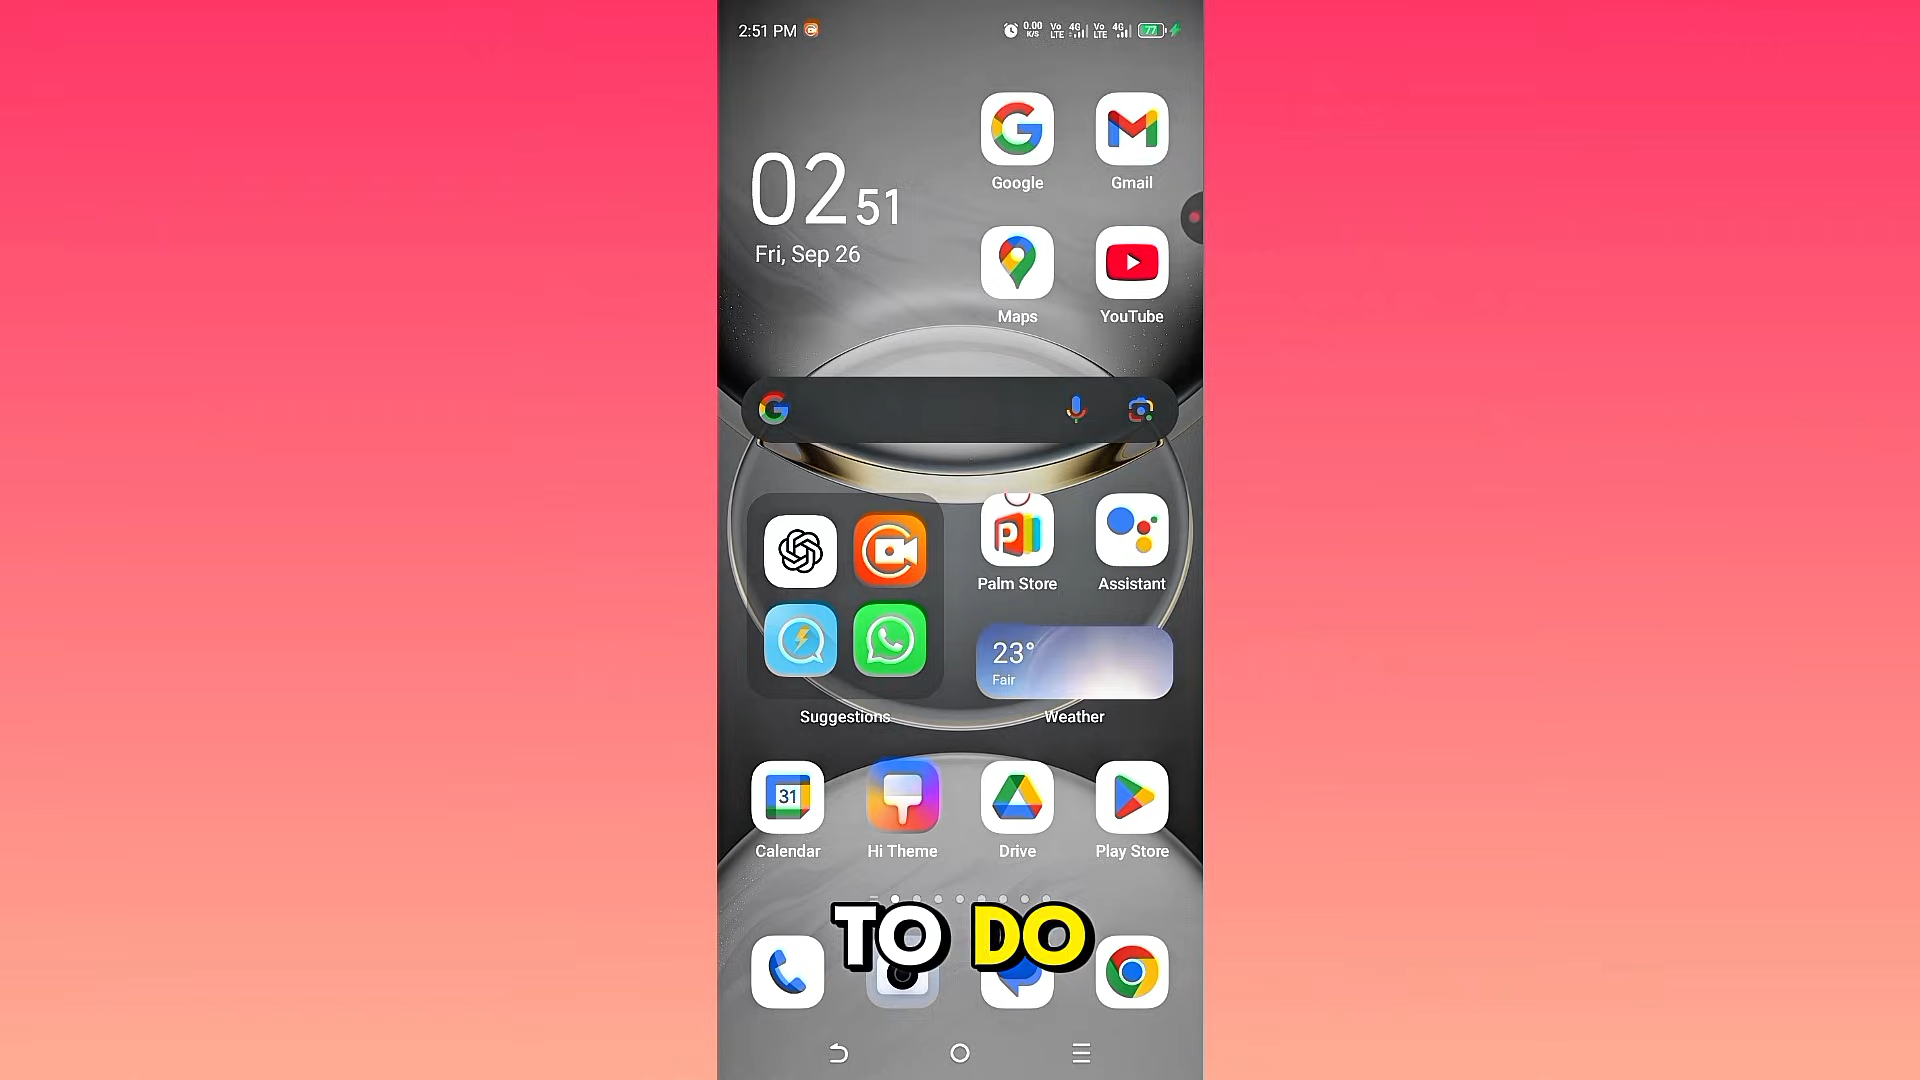 2:51 PM
0.00 K/S Vo LTE 4G Vo LTE 4G 77
Google Gmail
02 51
Fri, Sep 26
Maps YouTube
P
Palm Store Assistant
23°
Fair
Suggestions Weather
31
Calendar Hi Theme Drive Play Store
TO DO